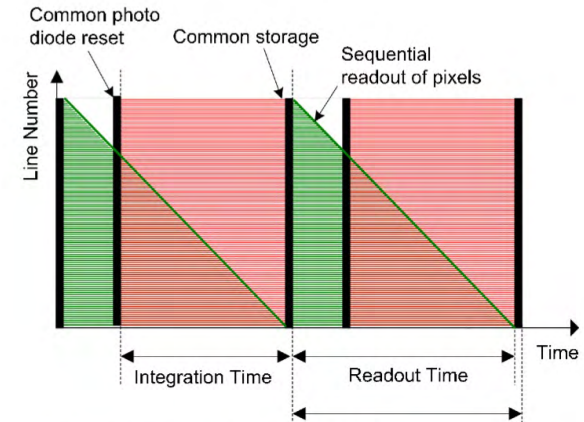 Common photo
diode reset
Common storage
Sequential
readout of pixels
Line Number
Time
Integration Time
Readout Time